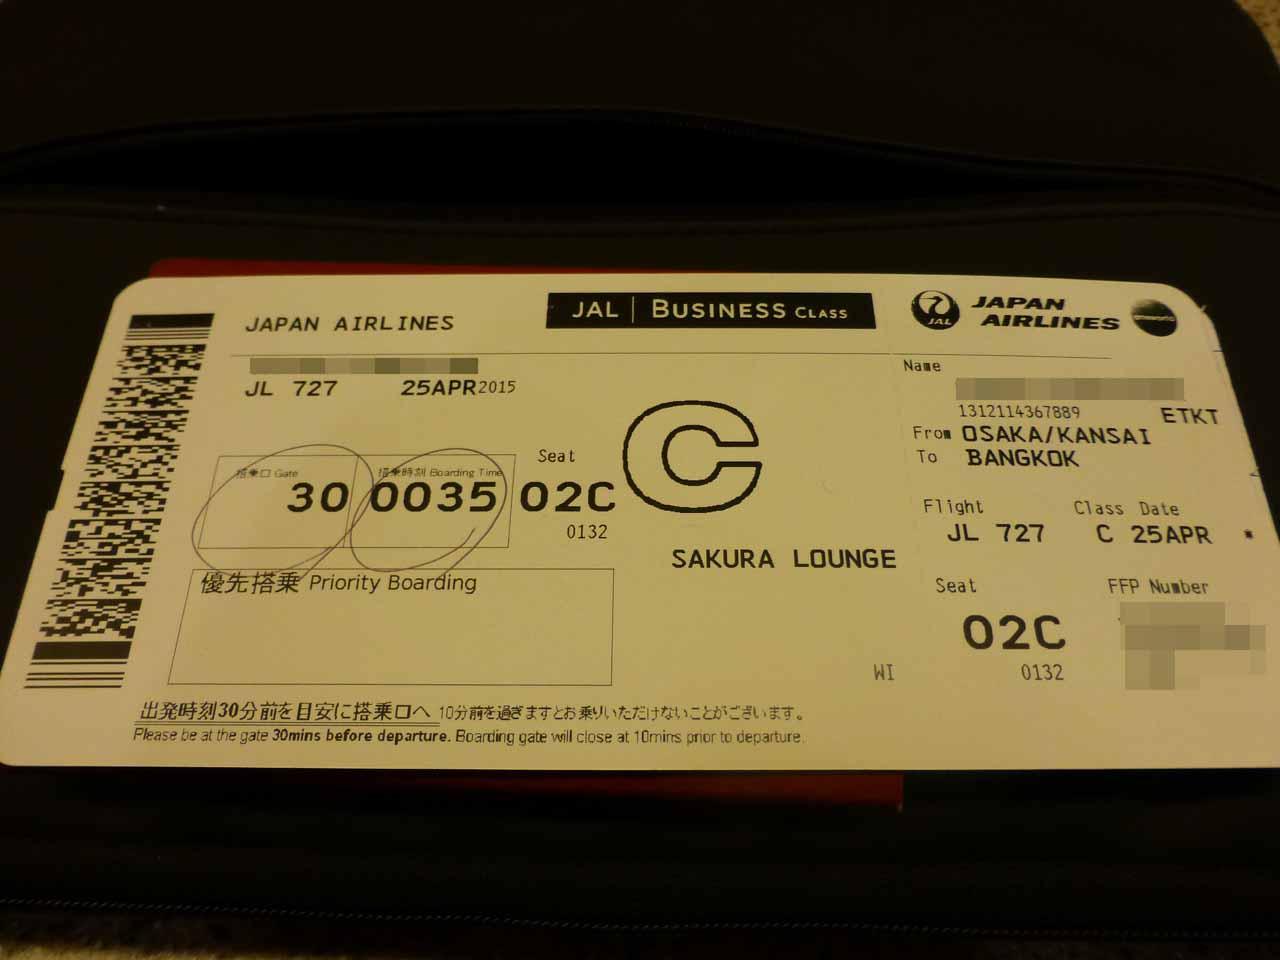 JAPAN AIRLINES
JAL | BUSINESS CLASS
JAL
JAPAN
AIRLINES
JL 727 25APR2015
搭乗口 Gate
30
搭乗時刻 Boarding Time
0035
Seat
02C
0132
C
SAKURA LOUNGE
優先搭乗 Priority Boarding
WI
出発時刻30分前を目安に搭乗口へ 10分前を過ぎますとお乗りいただけないことがございます。
Please be at the gate 30mins before departure. Boarding gate will close at 10mins prior to departure.
Name
1312114367889 ETKT
From OSAKA/KANSAI
To BANGKOK
Flight Class Date
JL 727 C 25APR *
Seat FFP Number
02C
0132